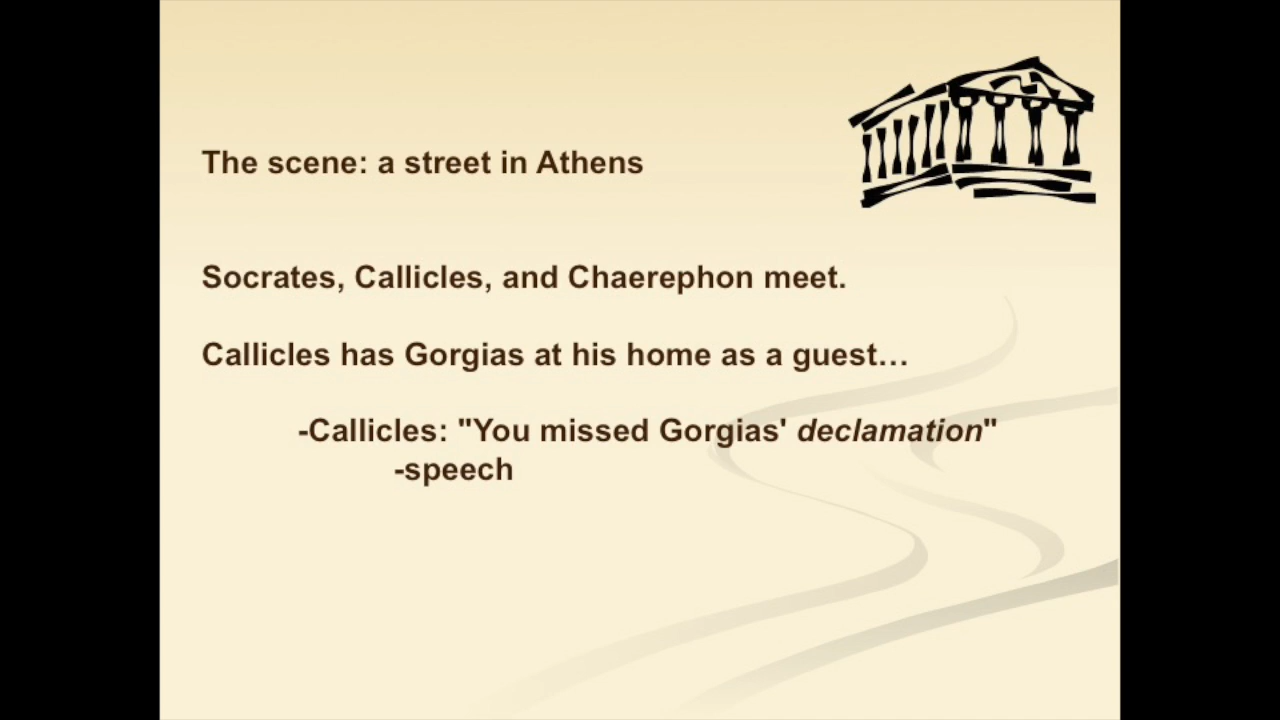 The scene: a street in Athens
Socrates, Callicles, and Chaerephon meet.
Callicles has Gorgias at his home as a guest…
-Callicles: "You missed Gorgias' declamation"
-speech